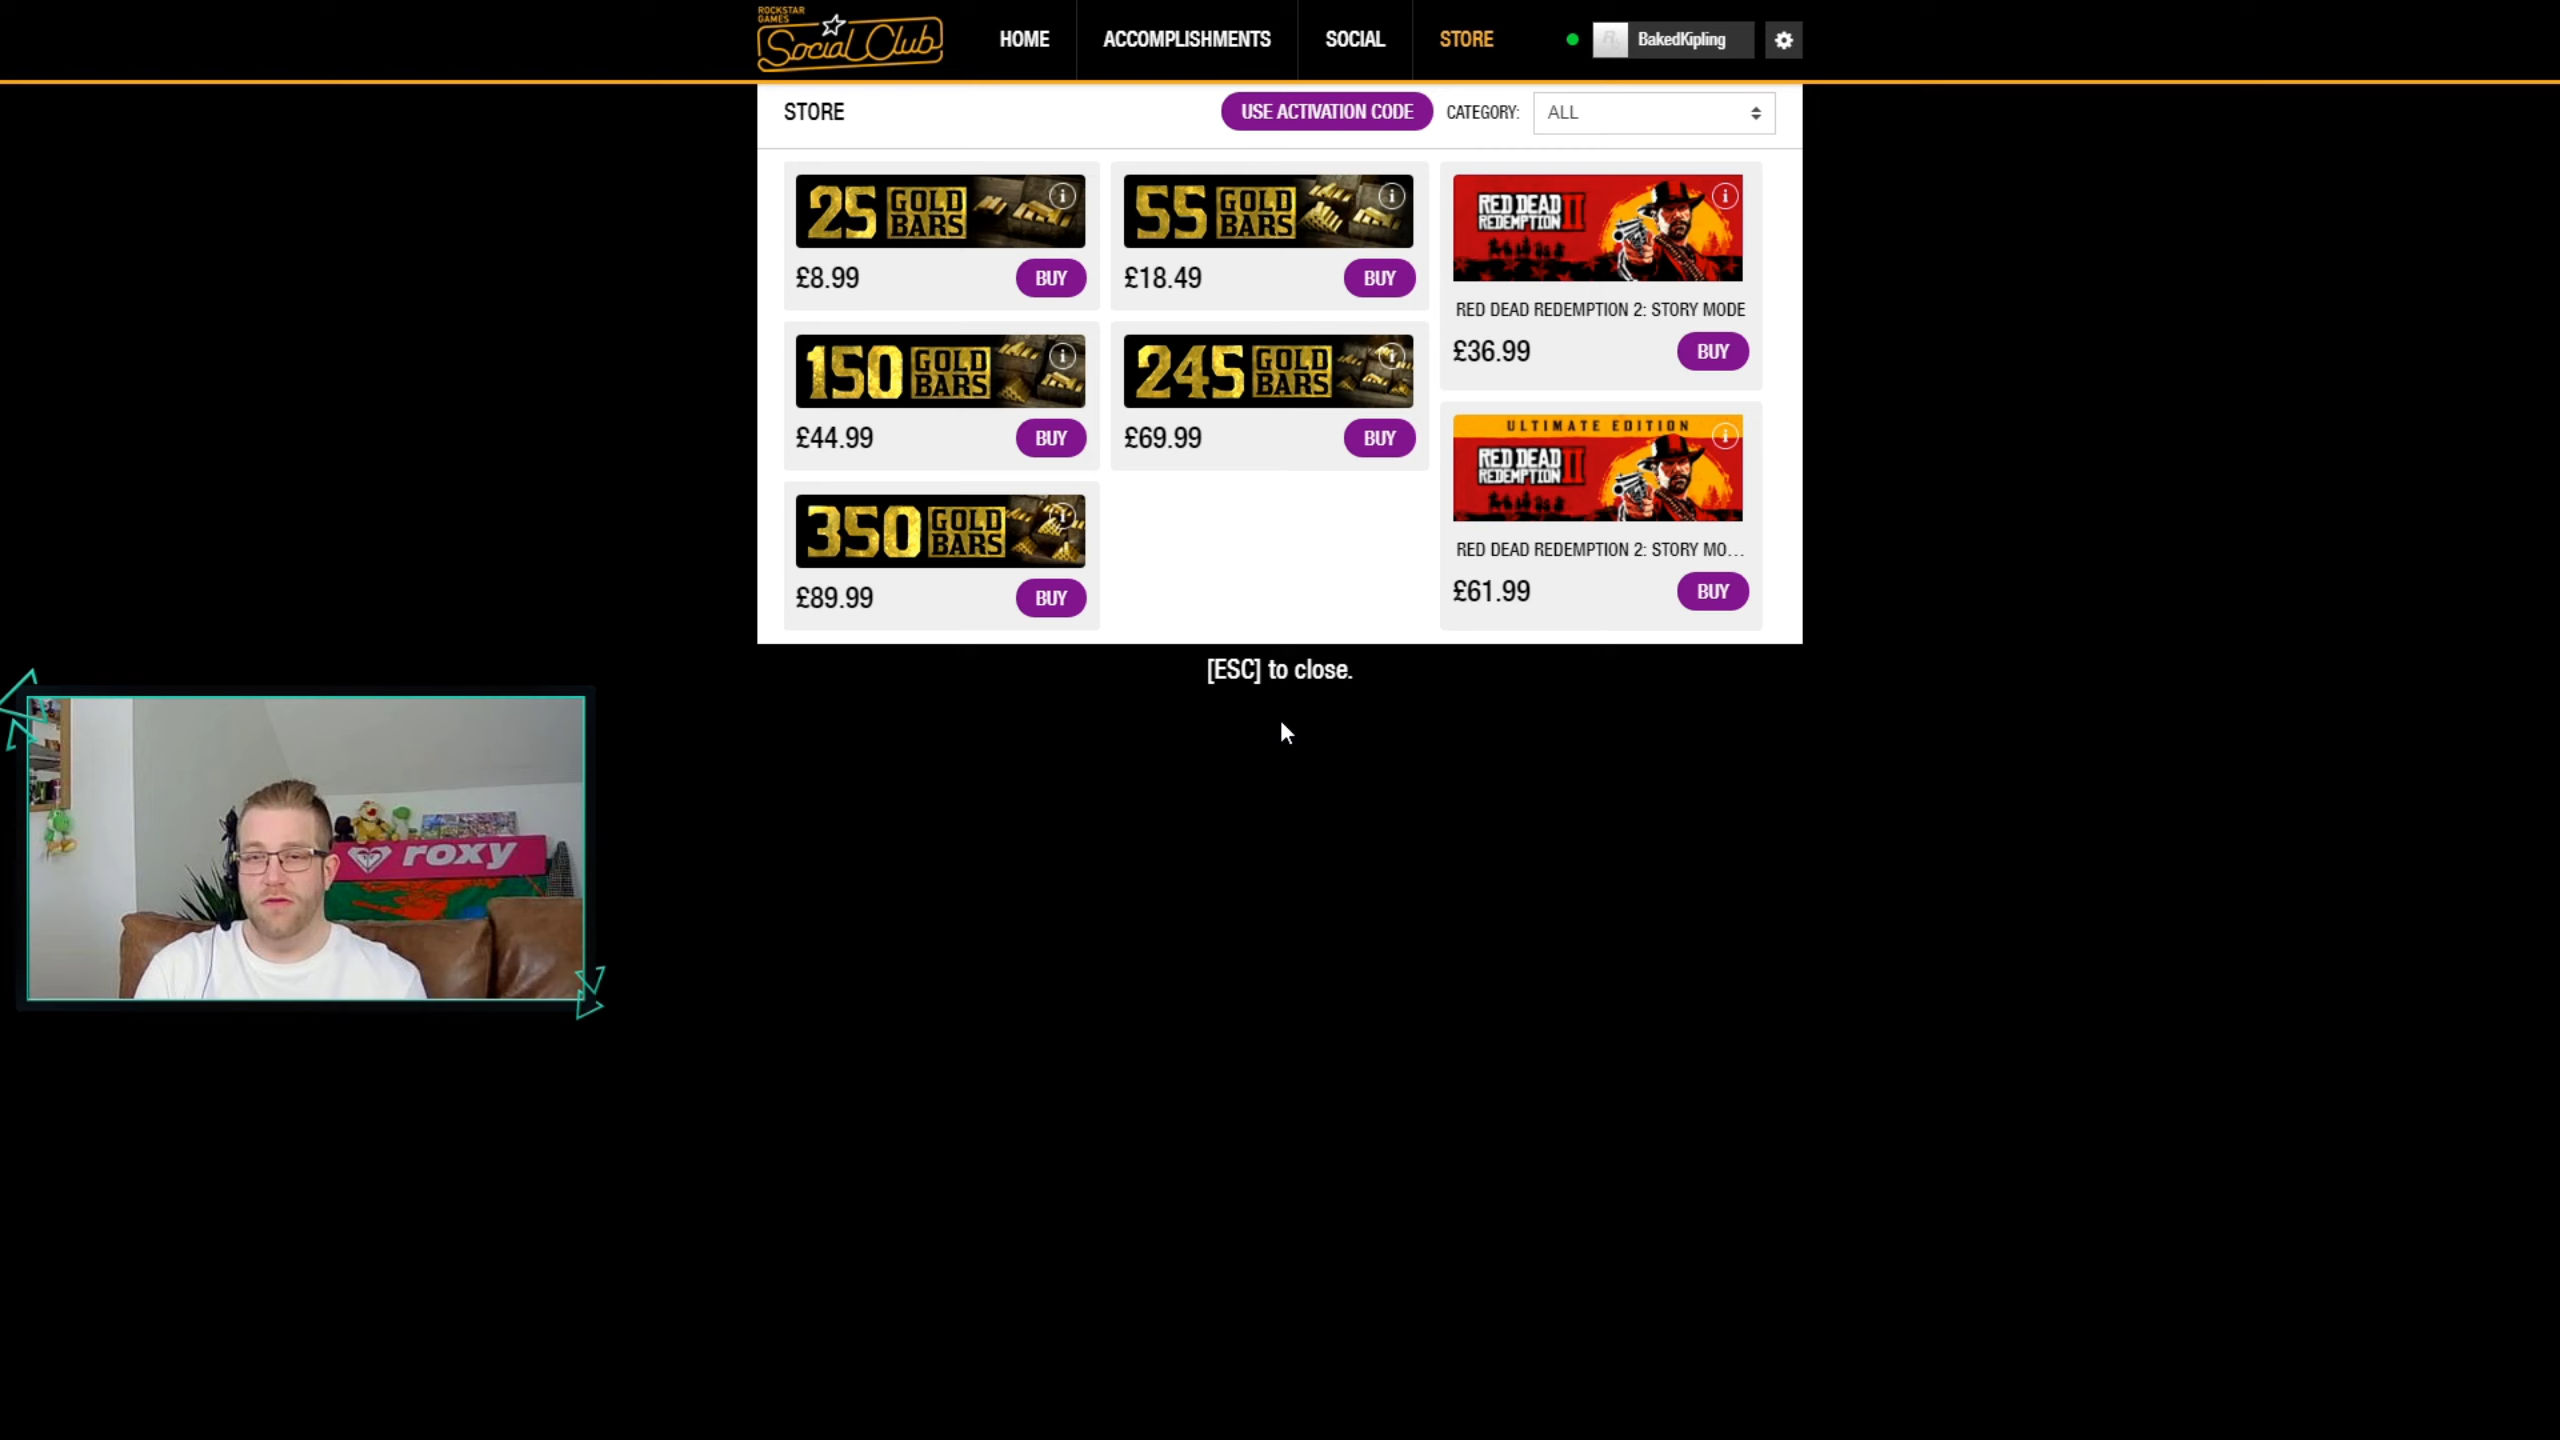 ROCKSTAR
GAMES
Social Club
HOME
ACCOMPLISHMENTS
SOCIAL
STORE
BakedKipling
STORE
USE ACTIVATION CODE
CATEGORY:
ALL
25 GOLD BARS
£8.99
BUY
55 GOLD BARS
£18.49
BUY
150 GOLD BARS
£44.99
BUY
245 GOLD BARS
£69.99
BUY
350 GOLD BARS
£89.99
BUY
RED DEAD
REDEMPTION II
RED DEAD REDEMPTION 2: STORY MODE
£36.99
BUY
ULTIMATE EDITION
RED DEAD
REDEMPTION II
RED DEAD REDEMPTION 2: STORY MO...
£61.99
BUY
[ESC] to close.
roxy